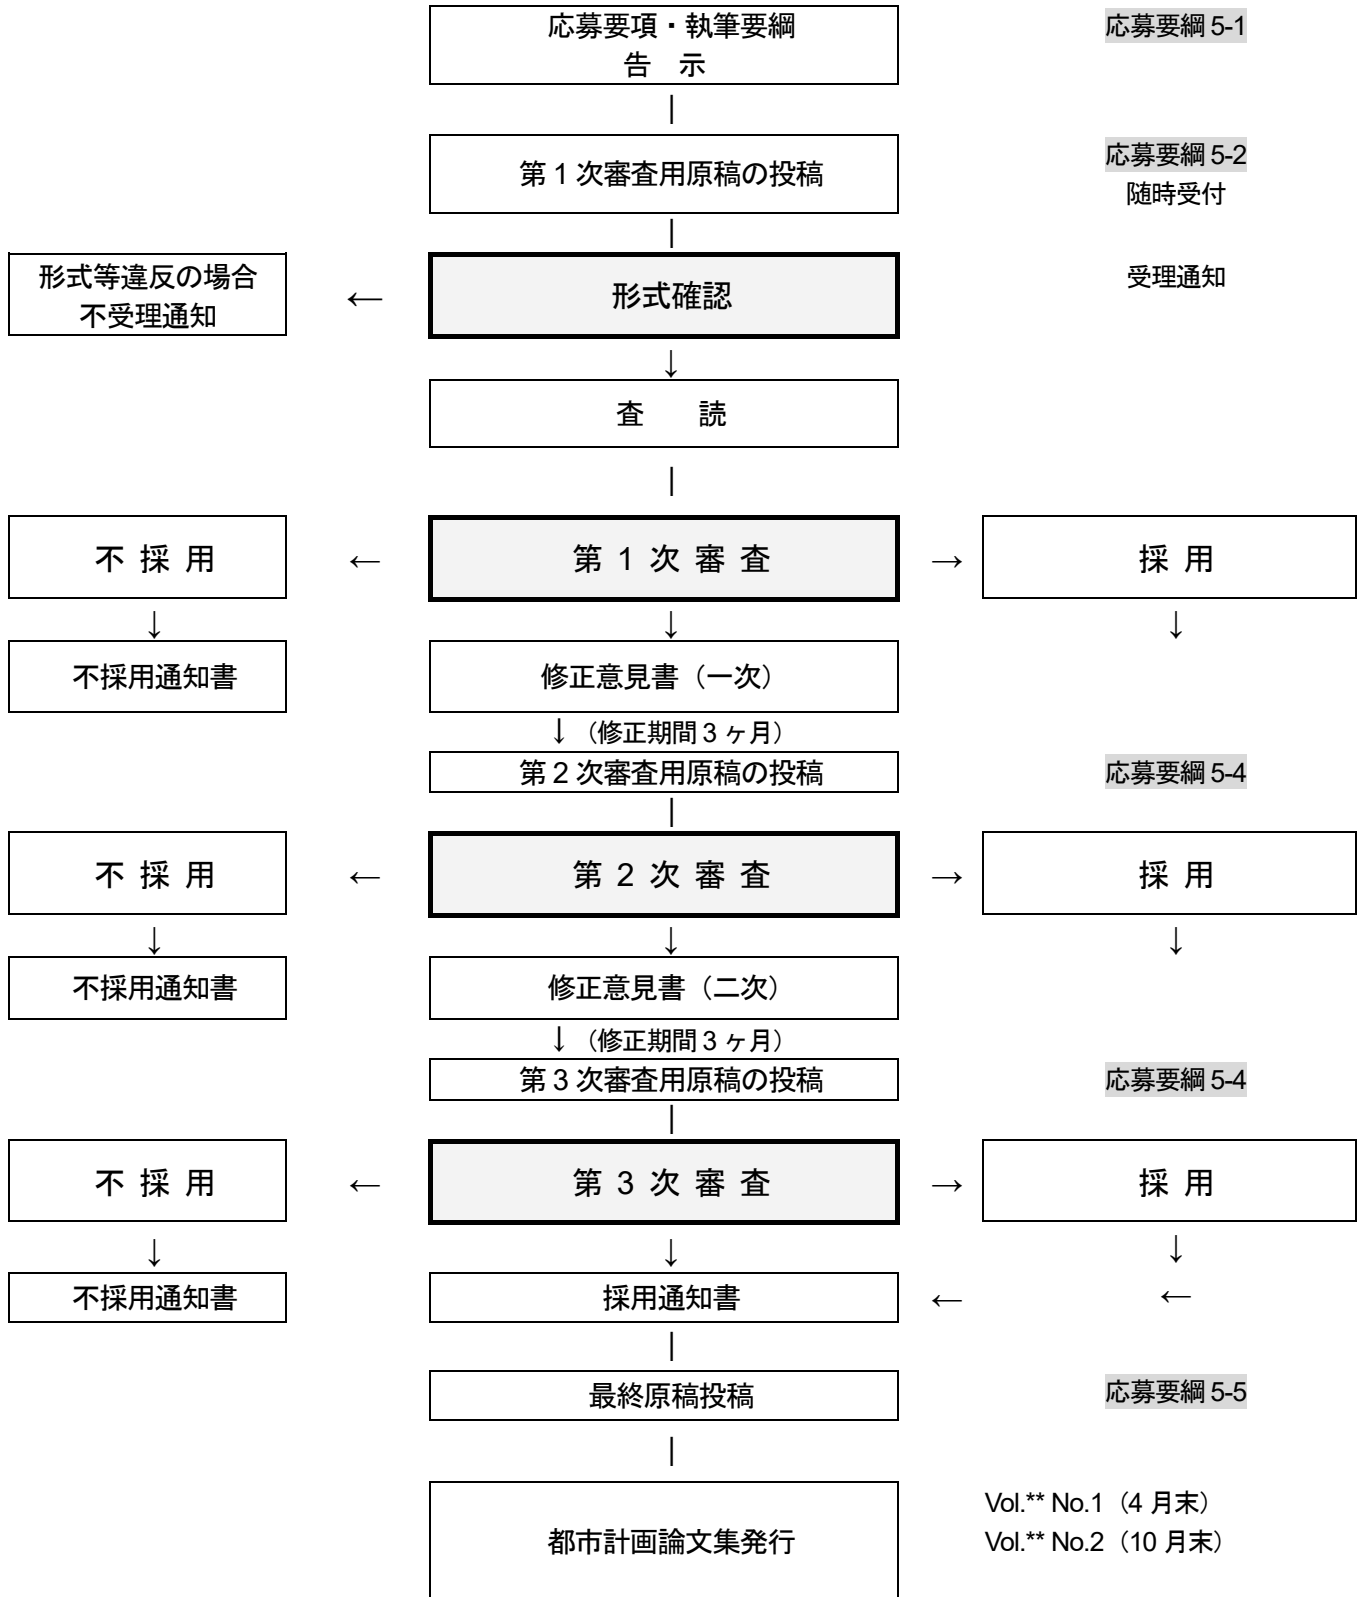 応募要項・執筆要綱
告　示
応募要綱 5-1
|
第 1 次審査用原稿の投稿
応募要綱 5-2
随時受付
|
形式等違反の場合
不受理通知
←
形式確認
受理通知
↓
査　　読
|
不 採 用
←
第 1 次 審 査
→
採 用
↓
↓
↓
不採用通知書
修正意見書（一次）
↓（修正期間 3 ヶ月）
第 2 次審査用原稿の投稿
応募要綱 5-4
|
不 採 用
←
第 2 次 審 査
→
採 用
↓
↓
↓
不採用通知書
修正意見書（二次）
↓（修正期間 3 ヶ月）
第 3 次審査用原稿の投稿
応募要綱 5-4
|
不 採 用
←
第 3 次 審 査
→
採 用
↓
↓
↓
不採用通知書
採用通知書
←
←
|
最終原稿投稿
応募要綱 5-5
|
都市計画論文集発行
Vol.** No.1（4 月末）
Vol.** No.2（10 月末）